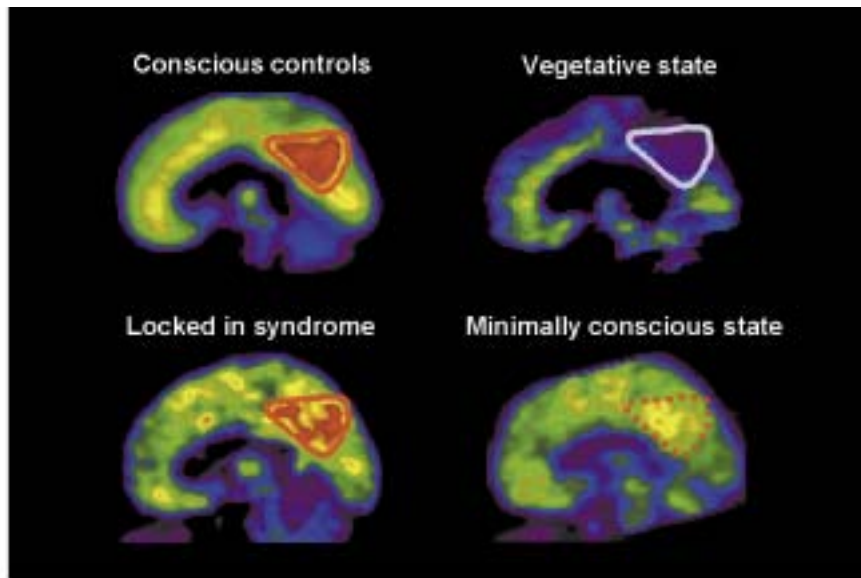 Conscious controls
Vegetative state
Locked in syndrome
Minimally conscious state